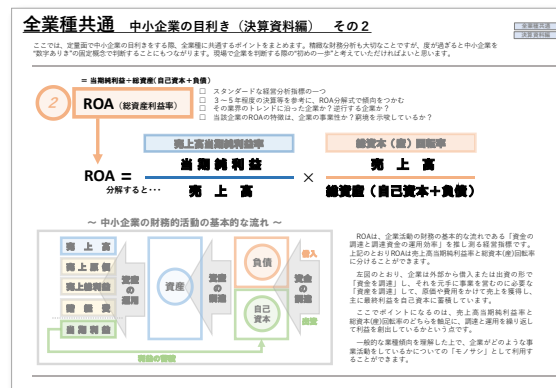 全業種共通 中小企業の目利き（決算資料編） その２
全業種共通
決算資料編
ここでは、定量面で中小企業の目利きをする際、全業種に共通するポイントをまとめます。精緻な財務分析も大切なことですが、度が過ぎると中小企業を
“数字ありき”の固定概念で判断することにもつながります。現場で企業を判断する際の“初めの一歩”と考えていただければよいと思います。
＝ 当期純利益÷総資産（自己資本＋負債）
2
ROA（総資産利益率）
□ スタンダードな経営分析指標の一つ
□ ３～５年程度の決算等を参考に、ROA分解式で傾向をつかむ
□ その業界のトレンドに沿った企業か？逆行する企業か？
□ 当該企業のROAの特徴は、企業の事業性か？窮境を示唆しているか？
売上高当期純利益率
総資本（産）回転率
ROA ＝
当期純利益
売上高
×
売上高
総資産（自己資本＋負債）
分解すると･･･
～ 中小企業の財務的活動の基本的な流れ ～
売上高
売上原価
売上総利益
当期利益
資産の運用
資産
資産の調達
負債
自己資本
資金の調達
借入
出資
利益の蓄積
ROAは、企業活動の財務の基本的な流れである「資金の
調達と調達資金の運用効率」を推し測る経営指標です。
上記のとおりROAは売上高当期純利益率と総資本(産)回転率
に分けることができます。
左図のとおり、企業は外部から借入または出資の形で
「資金を調達」し、それを元手に事業を営むのに必要な
「資産を調達」して、原価や費用をかけて売上を獲得し、
主に最終利益を自己資本に蓄積しています。
ここでポイントになるのは、売上高当期純利益率と
総資本(産)回転率のどちらを軸足に、調達と運用を繰り返し
て利益を創出しているかという点です。
一般的な業種傾向を理解した上で、企業がどのような事
業活動をしているかについての「モノサシ」として利用す
ることができます。